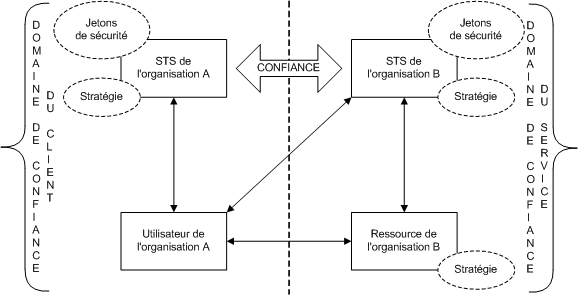 Jetons
de sécurité
STS de
l'organisation A
Stratégie
CONFIANCE
Jetons
de sécurité
STS de
l'organisation B
Stratégie
DOMAINE DE CONFIANCE
DU CLIENT
DU SERVICE
DOMAINE DE CONFIANCE
Utilisateur de
l'organisation A
Ressource de
l'organisation B
Stratégie